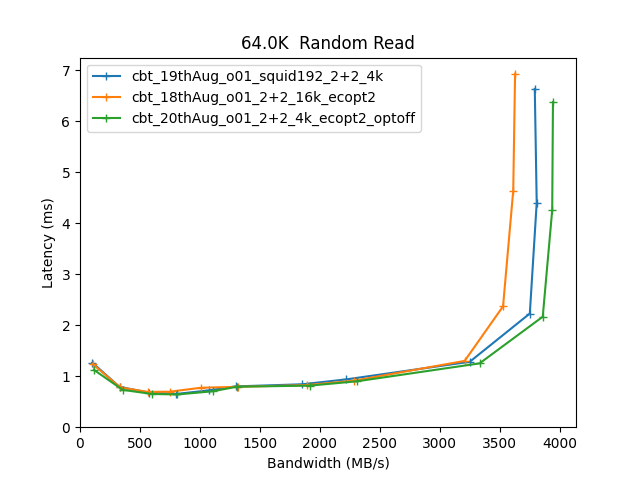 64.0K  Random Read
cbt_19thAug_o01_squid192_2+2_4k
cbt_18thAug_o01_2+2_16k_ecopt2
cbt_20thAug_o01_2+2_4k_ecopt2_optoff
7
6
5
4
3
2
1
0
Latency (ms)
0 500 1000 1500 2000 2500 3000 3500 4000
Bandwidth (MB/s)